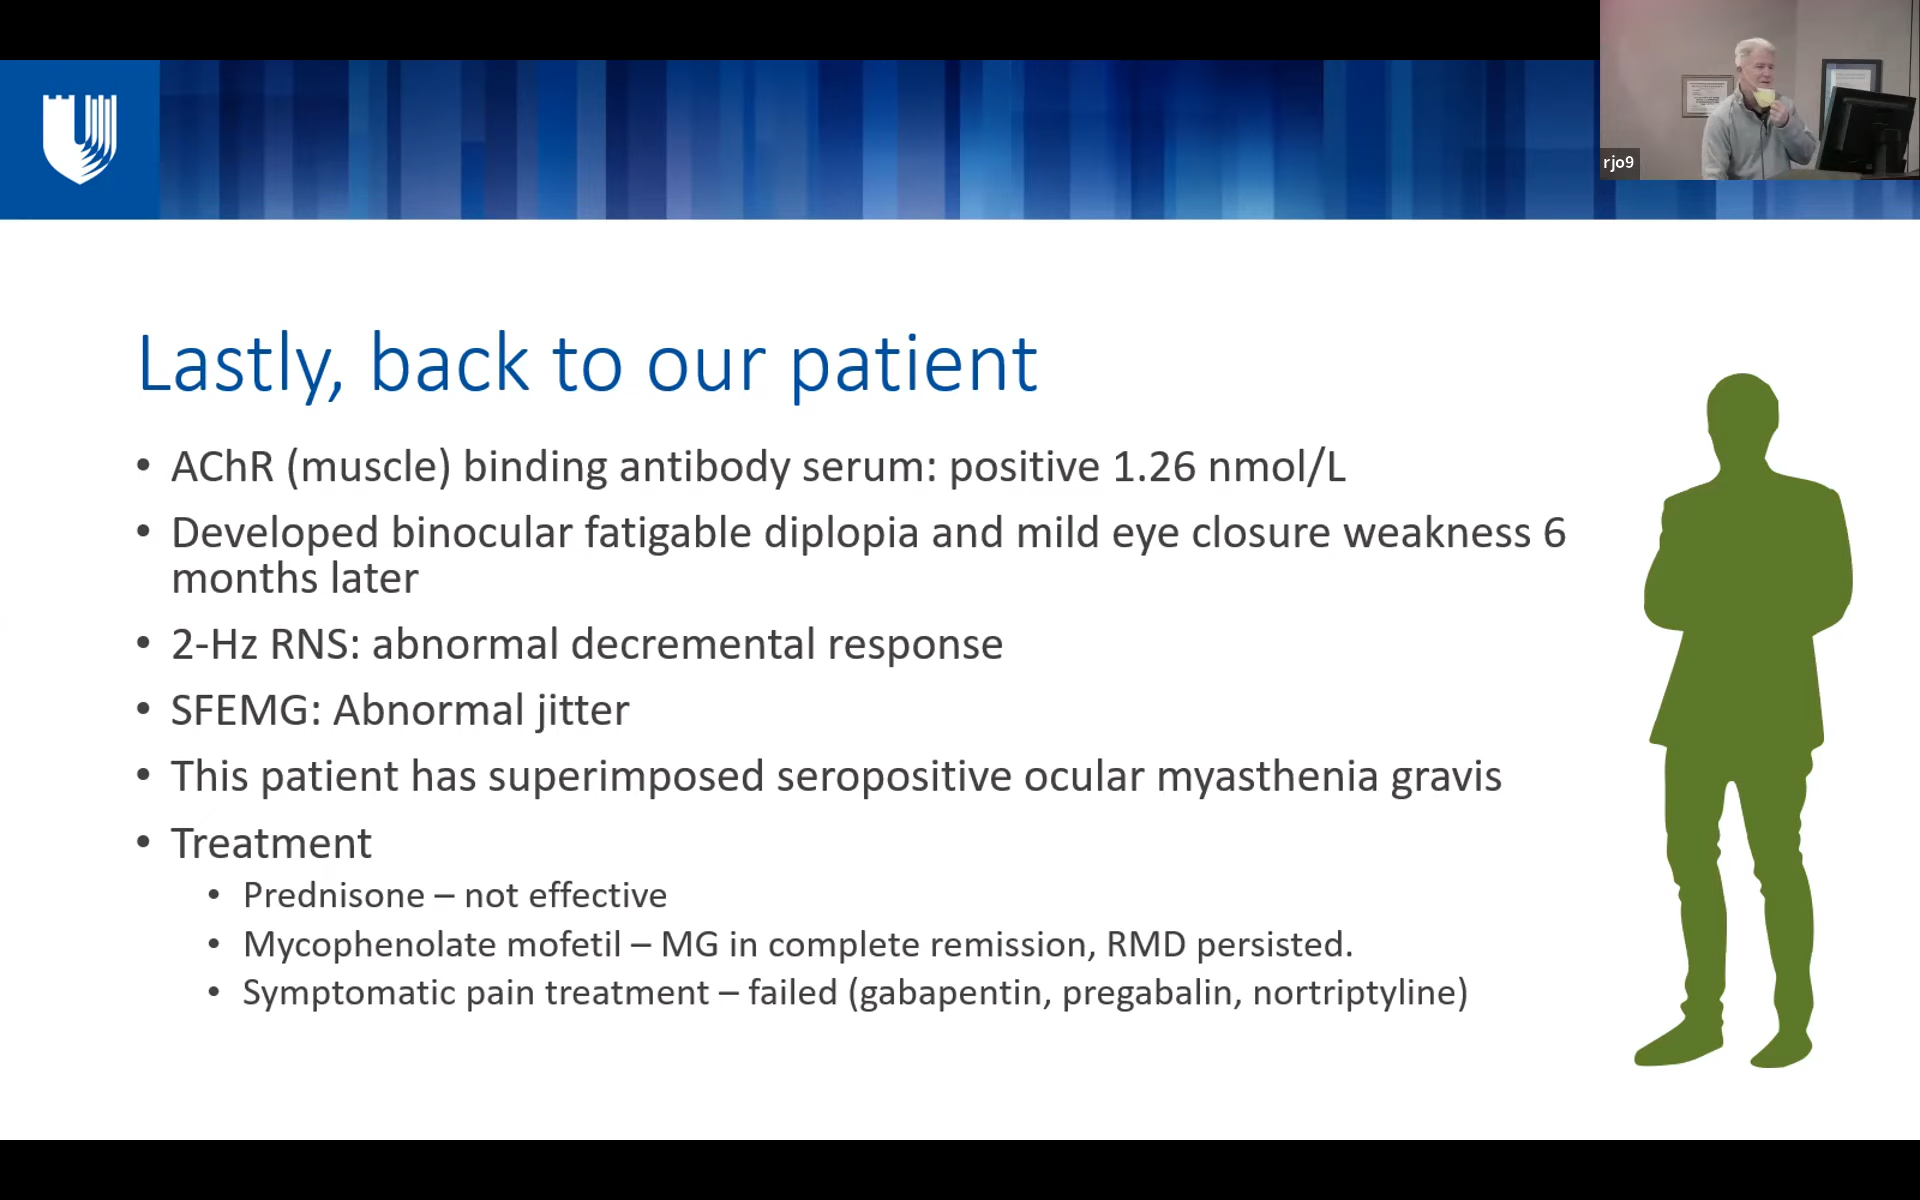 rjo9
Lastly, back to our patient
• AChR (muscle) binding antibody serum: positive 1.26 nmol/L
• Developed binocular fatigable diplopia and mild eye closure weakness 6
months later
• 2-Hz RNS: abnormal decremental response
• SFEMG: Abnormal jitter
• This patient has superimposed seropositive ocular myasthenia gravis
• Treatment
• Prednisone – not effective
• Mycophenolate mofetil – MG in complete remission, RMD persisted.
• Symptomatic pain treatment – failed (gabapentin, pregabalin, nortriptyline)